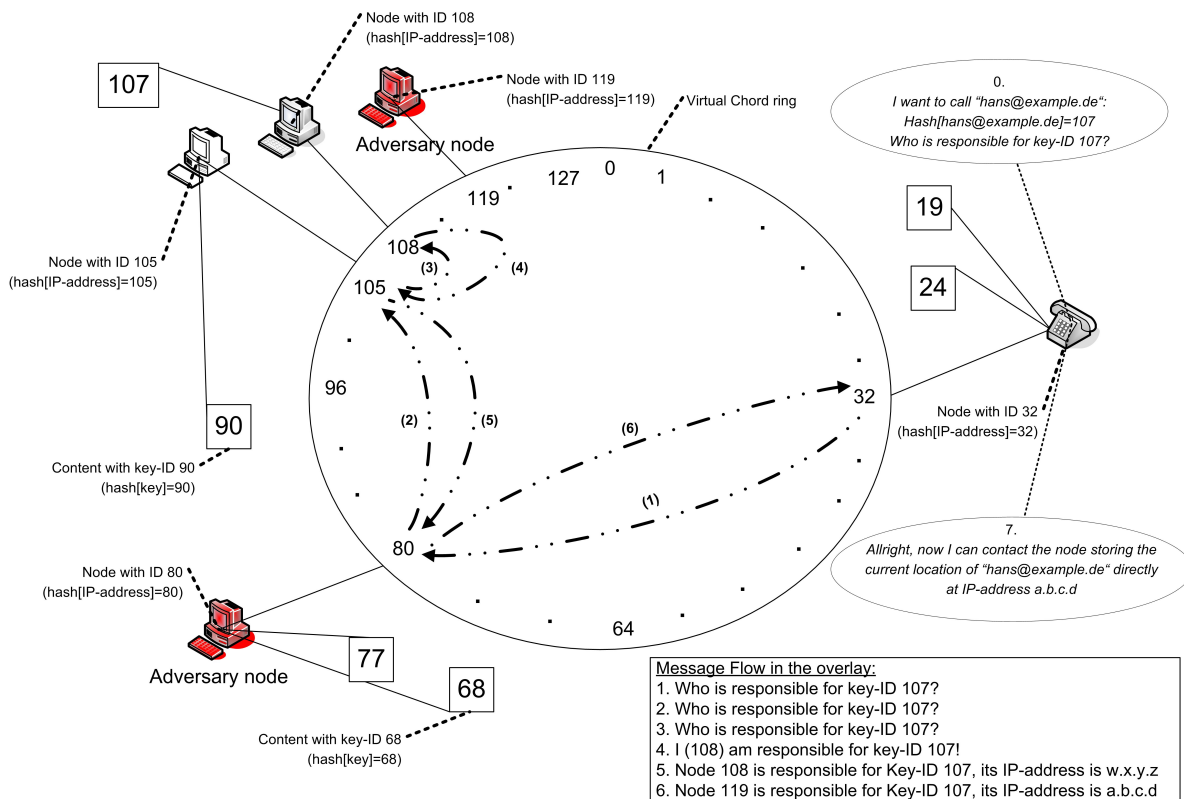 Node with ID 108
(hash[IP-address]=108)
107
Node with ID 119
(hash[IP-address]=119)
Adversary node
Virtual Chord ring
0.
I want to call "hans@example.de":
Hash[hans@example.de]=107
Who is responsible for key-ID 107?
0
1
127
119
108
105
96
80
64
32
(3)
(4)
(2)
(5)
(6)
(1)
19
24
Node with ID 105
(hash[IP-address]=105)
90
Content with key-ID 90
(hash[key]=90)
Node with ID 32
(hash[IP-address]=32)
7.
Allright, now I can contact the node storing the
current location of "hans@example.de" directly
at IP-address a.b.c.d
Node with ID 80
(hash[IP-address]=80)
Adversary node
77
68
Content with key-ID 68
(hash[key]=68)
Message Flow in the overlay:
1. Who is responsible for key-ID 107?
2. Who is responsible for key-ID 107?
3. Who is responsible for key-ID 107?
4. I (108) am responsible for key-ID 107!
5. Node 108 is responsible for Key-ID 107, its IP-address is w.x.y.z
6. Node 119 is responsible for Key-ID 107, its IP-address is a.b.c.d